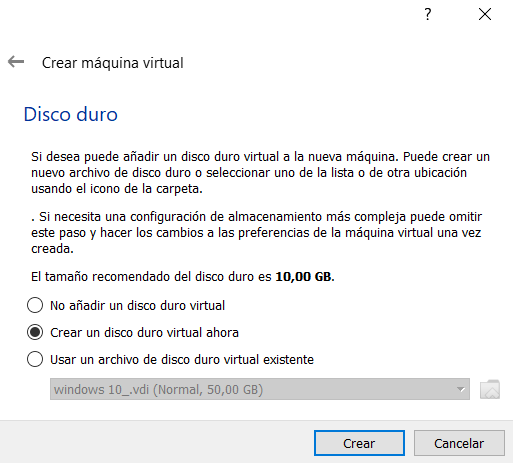 ?
Crear máquina virtual
Disco duro
Si desea puede añadir un disco duro virtual a la nueva máquina. Puede crear un
nuevo archivo de disco duro o seleccionar uno de la lista o de otra ubicación
usando el icono de la carpeta.
. Si necesita una configuración de almacenamiento más compleja puede omitir
este paso y hacer los cambios a las preferencias de la máquina virtual una vez
creada.
El tamaño recomendado del disco duro es 10,00 GB.
No añadir un disco duro virtual
Crear un disco duro virtual ahora
Usar un archivo de disco duro virtual existente
windows 10_.vdi (Normal, 50,00 GB)
Crear
Cancelar